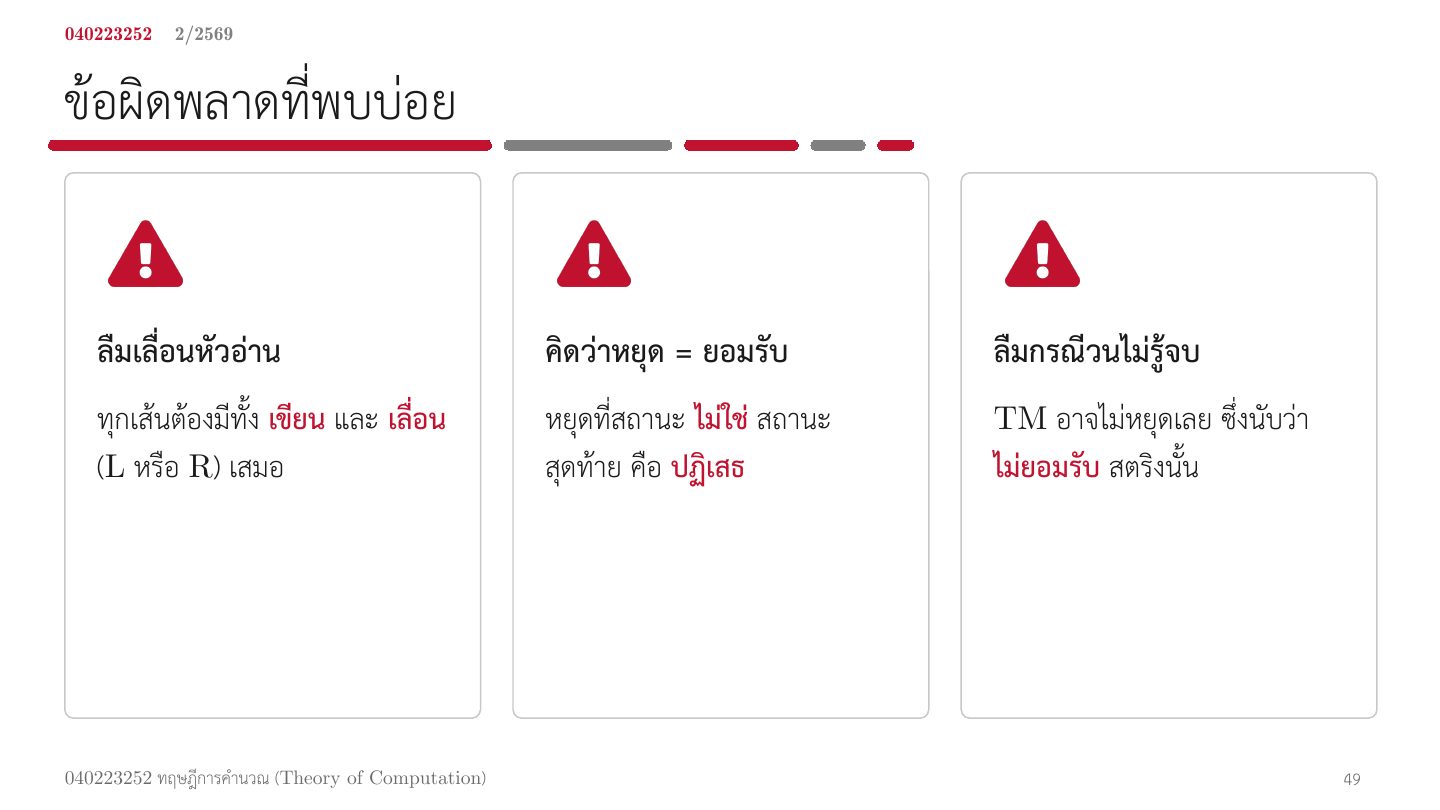 040223252 2/2569
ข้อผิดพลาดที่พบบ่อย
ลืมเลื่อนหัวอ่าน
ทุกเส้นต้องมีทั้ง เขียน และ เลื่อน
(L หรือ R) เสมอ
คิดว่าหยุด = ยอมรับ
หยุดที่สถานะ ไม่ใช่ สถานะ
สุดท้าย คือ ปฏิเสธ
ลืมกรณีวนไม่รู้จบ
TM อาจไม่หยุดเลย ซึ่งนับว่า
ไม่ยอมรับ สตริงนั้น
040223252 ทฤษฎีการคำนวณ (Theory of Computation)
49